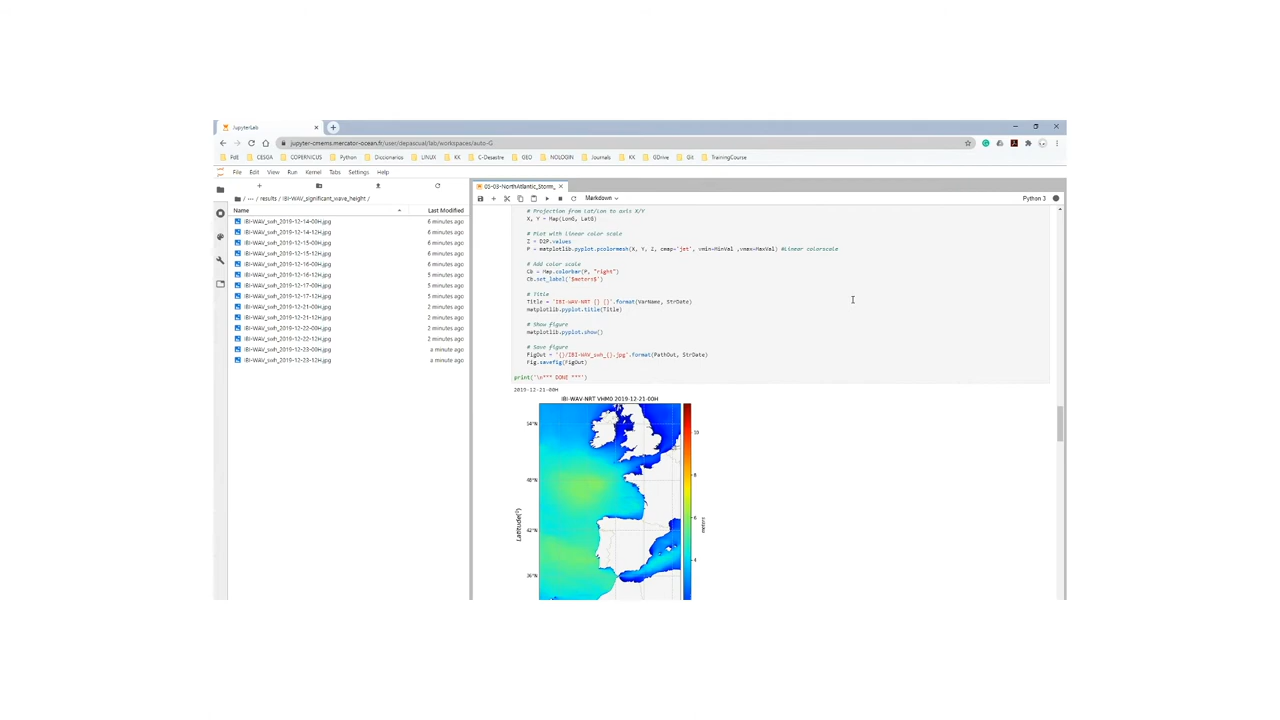 JupyterLab
jupyter-cmems.mercator-ocean.fr/user/depascual/lab/workspaces/auto-G
PdE CESGA COPERNICUS Python Diccionarios LINUX KK C-Desastre GEO NOLOGIN Journals KK GDrive Git TrainingCourse
File Edit View Run Kernel Tabs Settings Help
05-03-NorthAtlantic_Storm_
/ ··· / results / IBI-WAV_significant_wave_height /
Markdown
Python 3
Name Last Modified
IBI-WAV_swh_2019-12-14-00H.jpg 6 minutes ago
IBI-WAV_swh_2019-12-14-12H.jpg 6 minutes ago
IBI-WAV_swh_2019-12-15-00H.jpg 6 minutes ago
IBI-WAV_swh_2019-12-15-12H.jpg 6 minutes ago
IBI-WAV_swh_2019-12-16-00H.jpg 6 minutes ago
IBI-WAV_swh_2019-12-16-12H.jpg 5 minutes ago
IBI-WAV_swh_2019-12-17-00H.jpg 5 minutes ago
IBI-WAV_swh_2019-12-17-12H.jpg 5 minutes ago
IBI-WAV_swh_2019-12-21-00H.jpg 2 minutes ago
IBI-WAV_swh_2019-12-21-12H.jpg 2 minutes ago
IBI-WAV_swh_2019-12-22-00H.jpg 2 minutes ago
IBI-WAV_swh_2019-12-22-12H.jpg 2 minutes ago
IBI-WAV_swh_2019-12-23-00H.jpg a minute ago
IBI-WAV_swh_2019-12-23-12H.jpg a minute ago
# Projection from Lat/Lon to axis X/Y
X, Y = Map(LonG, LatG)
# Plot with linear color scale
Z = D2P.values
P = matplotlib.pyplot.pcolormesh(X, Y, Z, cmap='jet', vmin=MinVal ,vmax=MaxVal) #Linear colorscale
# Add color scale
Cb = Map.colorbar(P, "right")
Cb.set_label('$meters$')
# Title
Title = 'IBI-WAV-NRT {} {}'.format(VarName, StrDate)
matplotlib.pyplot.title(Title)
# Show figure
matplotlib.pyplot.show()
# Save figure
FigOut = '{}/IBI-WAV_swh_{}.jpg'.format(PathOut, StrDate)
Fig.savefig(FigOut)
print('\n*** DONE ***')
2019-12-21-00H
IBI-WAV-NRT VHM0 2019-12-21-00H
54°N
48°N
42°N
36°N
Latitude(°)
10
8
6
4
meters